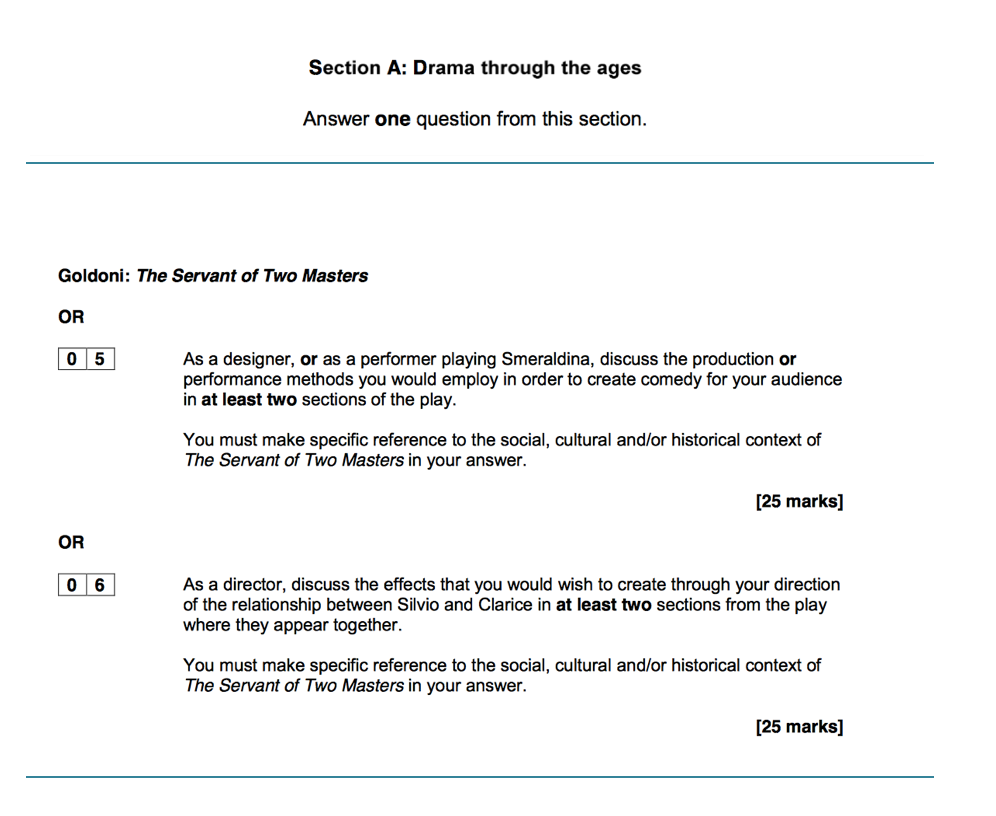 Section A: Drama through the ages
Answer one question from this section.
Goldoni: The Servant of Two Masters
OR
0 5 As a designer, or as a performer playing Smeraldina, discuss the production or
performance methods you would employ in order to create comedy for your audience
in at least two sections of the play.
You must make specific reference to the social, cultural and/or historical context of
The Servant of Two Masters in your answer.
[25 marks]
OR
0 6 As a director, discuss the effects that you would wish to create through your direction
of the relationship between Silvio and Clarice in at least two sections from the play
where they appear together.
You must make specific reference to the social, cultural and/or historical context of
The Servant of Two Masters in your answer.
[25 marks]